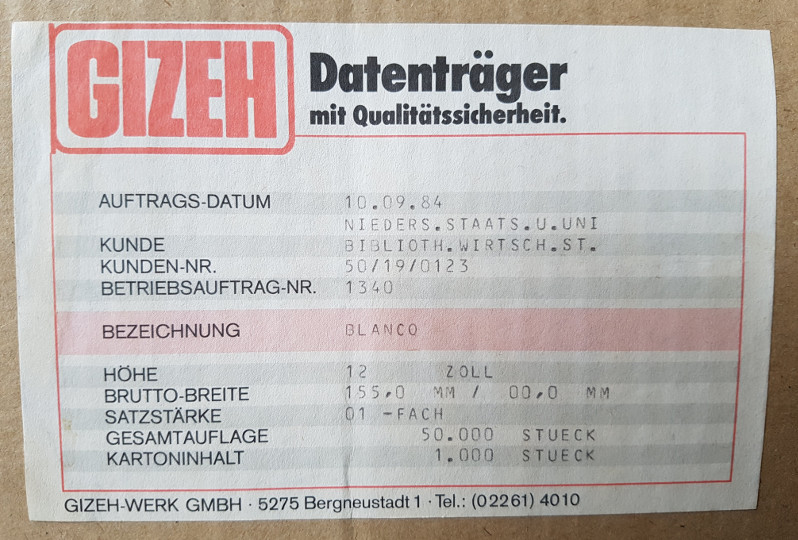 GIZEH
Datenträger
mit Qualitätssicherheit.
AUFTRAGS-DATUM 10.09.84
NIEDERS.STAATS.U.UNI
KUNDE BIBLIOTH.WIRTSCH.ST.
KUNDEN-NR. 50/19/0123
BETRIEBSAUFTRAG-NR. 1340
BEZEICHNUNG BLANCO
HÖHE 12 ZOLL
BRUTTO-BREITE 155,0 MM / 00,0 MM
SATZSTÄRKE 01 -FACH
GESAMTAUFLAGE 50.000 STUECK
KARTONINHALT 1.000 STUECK
GIZEH-WERK GMBH · 5275 Bergneustadt 1 · Tel.: (02261) 4010